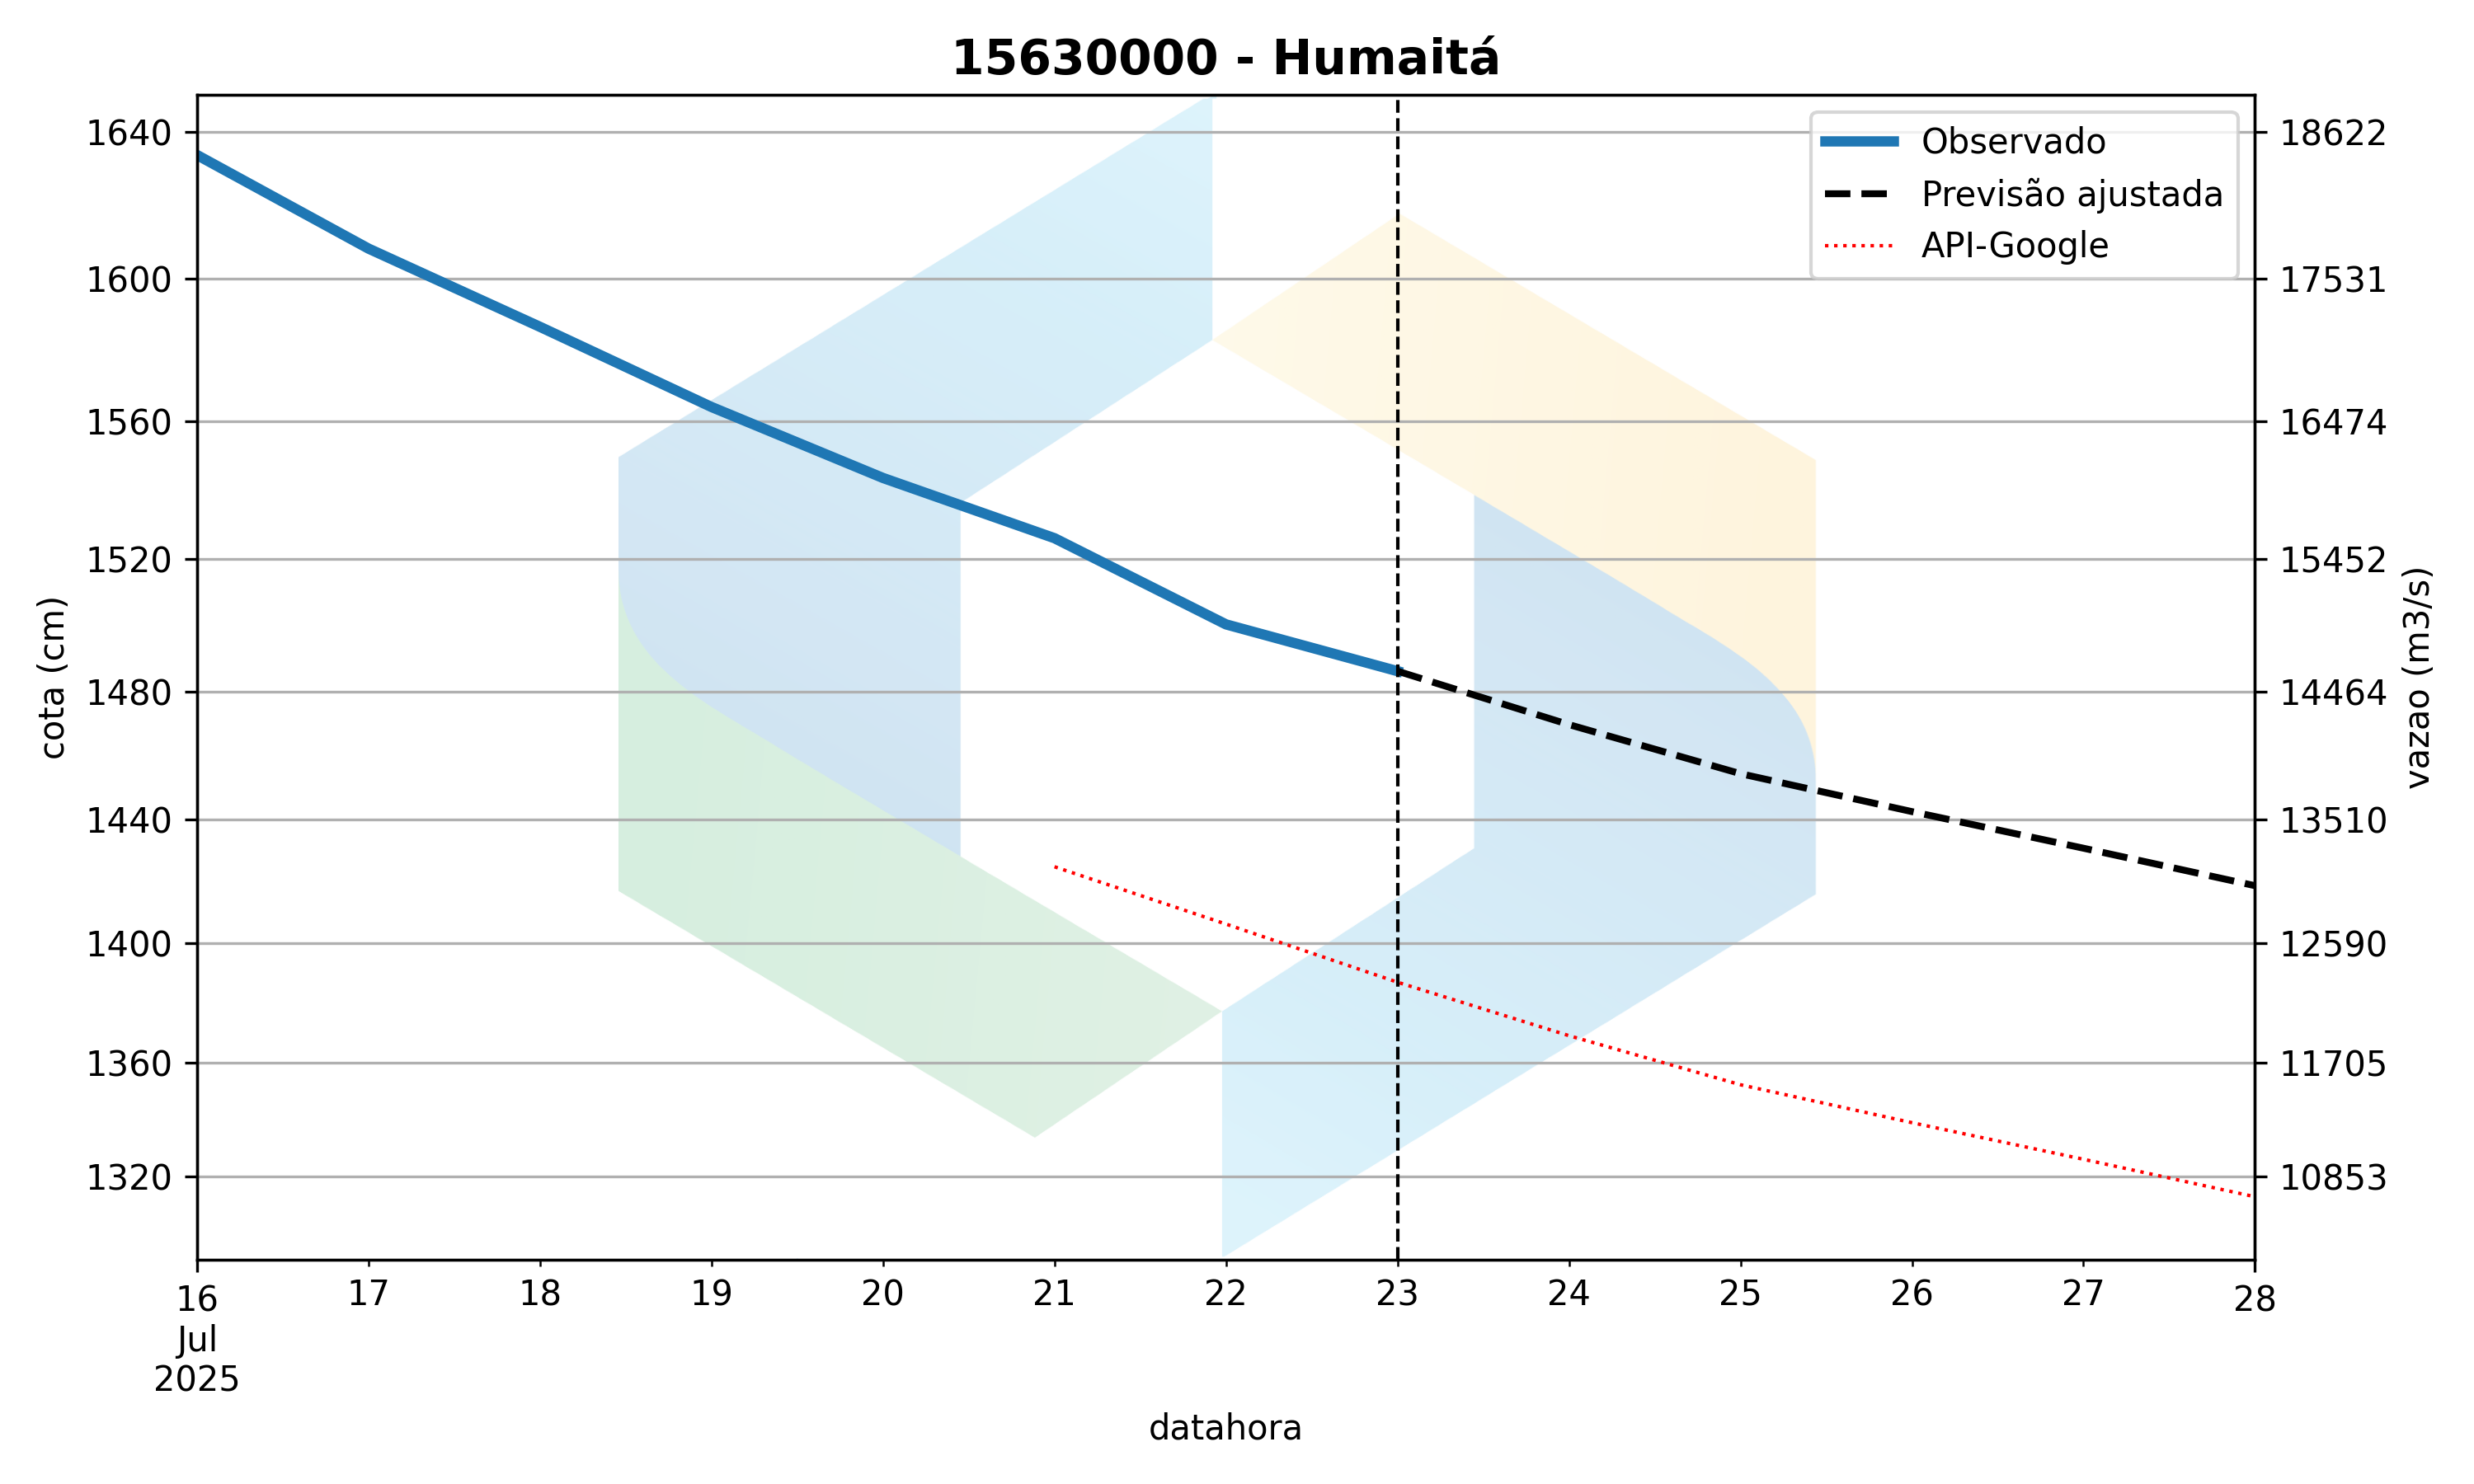 15630000 - Humaitá
Observado
Previsão ajustada
API-Google
1640
1600
1560
1520
1480
1440
1400
1360
1320
cota (cm)
18622
17531
16474
15452
14464
13510
12590
11705
10853
vazao (m3/s)
16 17 18 19 20 21 22 23 24 25 26 27 28
Jul
2025
datahora